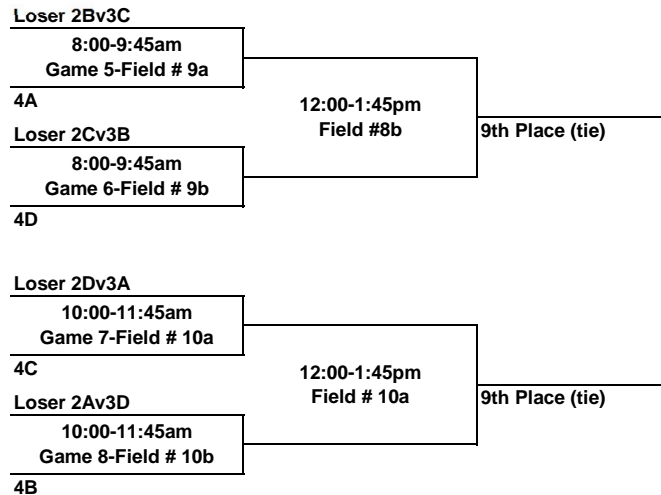 Loser 2Bv3C
8:00-9:45am
Game 5-Field # 9a
4A
12:00-1:45pm
Field #8b
9th Place (tie)
Loser 2Cv3B
8:00-9:45am
Game 6-Field # 9b
4D
Loser 2Dv3A
10:00-11:45am
Game 7-Field # 10a
4C
12:00-1:45pm
Field # 10a
9th Place (tie)
Loser 2Av3D
10:00-11:45am
Game 8-Field # 10b
4B